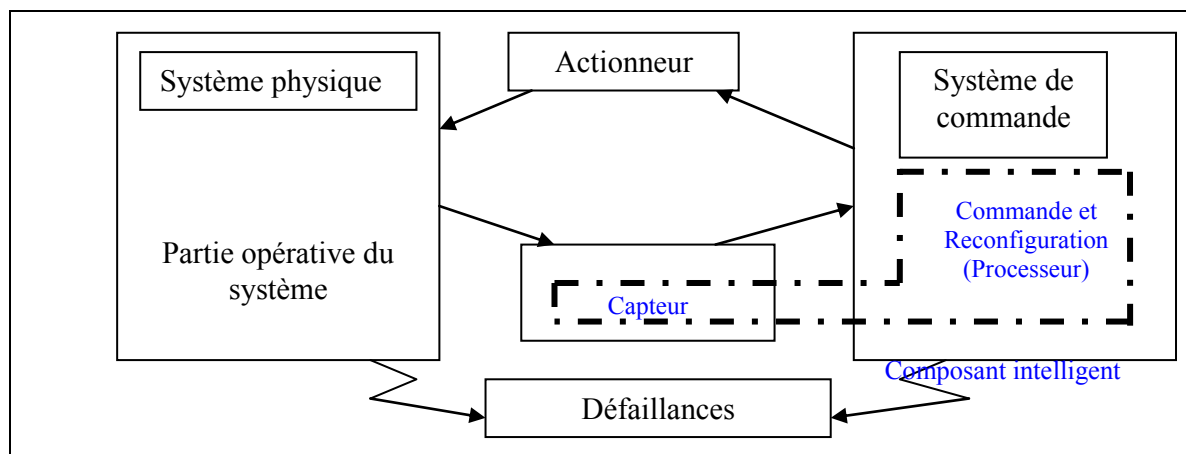 Système physique
Partie opérative du
système
Actionneur
Capteur
Système de
commande
Commande et
Reconfiguration
(Processeur)
Composant intelligent
Défaillances